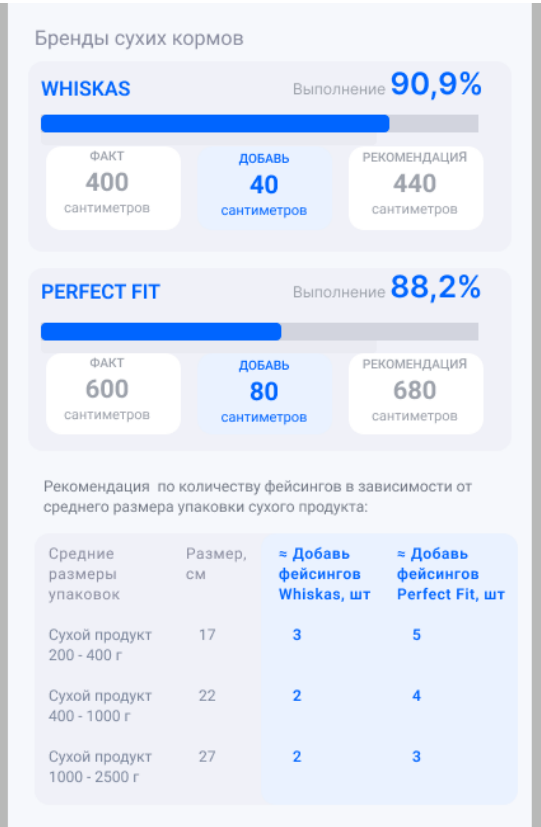 Бренды сухих кормов
WHISKAS Выполнение 90,9%
ФАКТ ДОБАВЬ РЕКОМЕНДАЦИЯ
400 40 440
сантиметров сантиметров сантиметров
PERFECT FIT Выполнение 88,2%
ФАКТ ДОБАВЬ РЕКОМЕНДАЦИЯ
600 80 680
сантиметров сантиметров сантиметров
Рекомендация по количеству фейсингов в зависимости от
среднего размера упаковки сухого продукта:
Средние Размер, ≈ Добавь ≈ Добавь
размеры см фейсингов фейсингов
упаковок Whiskas, шт Perfect Fit, шт
Сухой продукт 17 3 5
200 - 400 г
Сухой продукт 22 2 4
400 - 1000 г
Сухой продукт 27 2 3
1000 - 2500 г